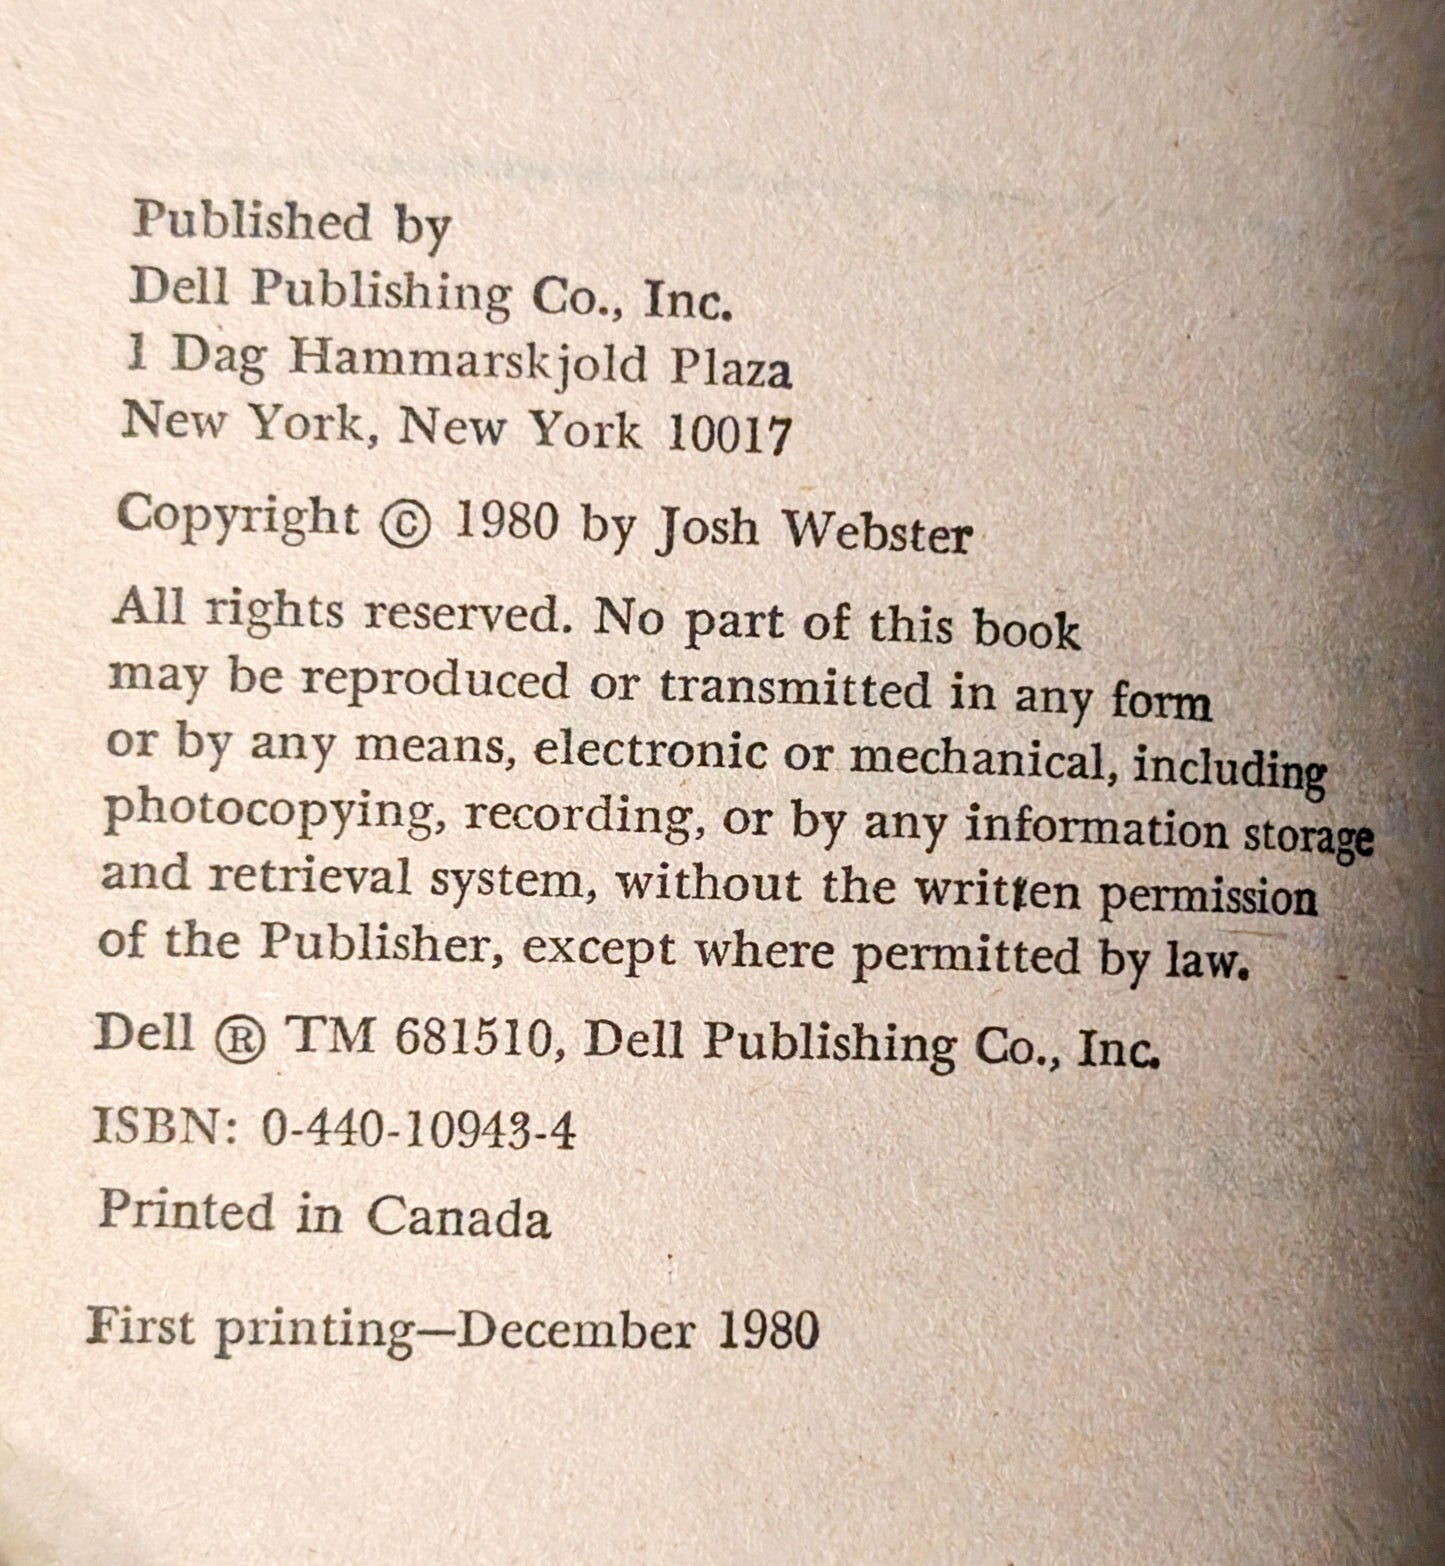 Published by
Dell Publishing Co., Inc.
1 Dag Hammarskjold Plaza
New York, New York 10017
Copyright © 1980 by Josh Webster
All rights reserved. No part of this book
may be reproduced or transmitted in any form
or by any means, electronic or mechanical, including
photocopying, recording, or by any information storage
and retrieval system, without the written permission
of the Publisher, except where permitted by law.
Dell ® TM 681510, Dell Publishing Co., Inc.
ISBN: 0-440-10943-4
Printed in Canada
First printing—December 1980